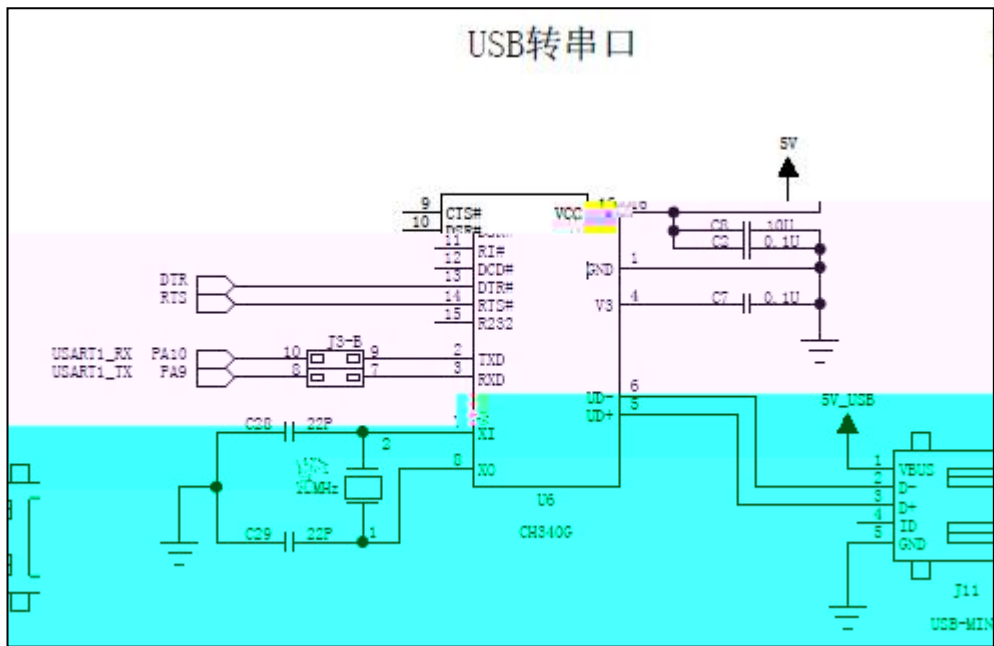 USB转串口
5V
9 CTS# VCC
10 DSR#
11 RI#
C8 10U
12 DCD#
C2 0.1U
GND 1
DTR 13 DTR#
RTS 14 RTS#
15 R232
V3 4 C7 0.1U
J3-B
USART1_RX PA10 10 9 2 TXD
USART1_TX PA9 8 7 3 RXD
UD- 6
UD+ 5
5V_USB
C28 22P
2
XI
8 XO
1 VBUS
2 D-
3 D+
4 ID
5 GND
U6
C29 22P 1
CH340G
J11
USB-MIN